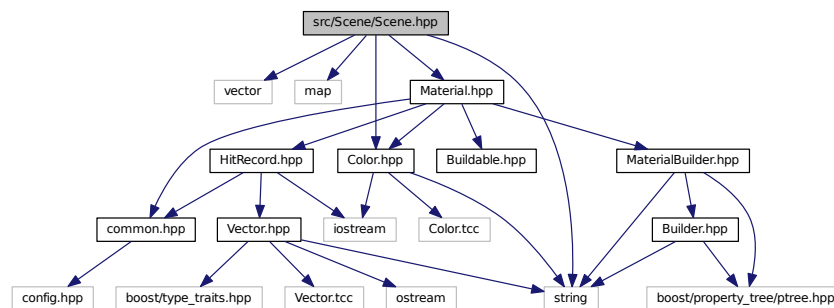 src/Scene/Scene.hpp
vector
map
Material.hpp
HitRecord.hpp
Color.hpp
Buildable.hpp
MaterialBuilder.hpp
common.hpp
Vector.hpp
iostream
Color.tcc
Builder.hpp
config.hpp
boost/type_traits.hpp
Vector.tcc
ostream
string
boost/property_tree/ptree.hpp